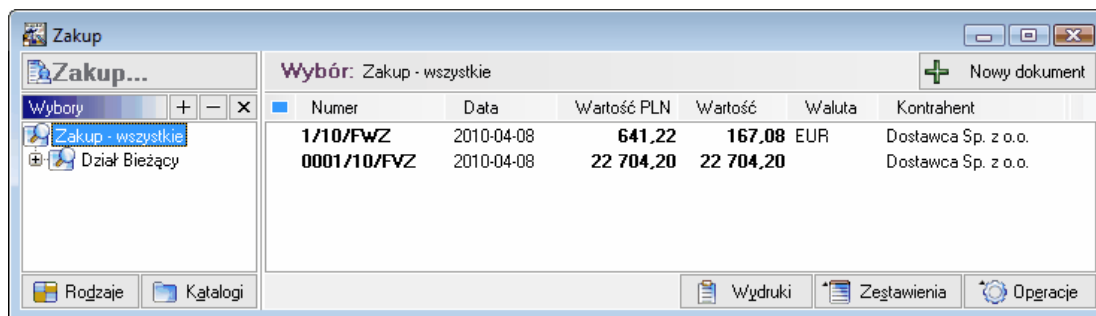 Zakup
Zakup...
Wybór: Zakup - wszystkie
Nowy dokument
Wybory
Numer Data Wartość PLN Wartość Waluta Kontrahent
Zakup - wszystkie
1/10/FWZ 2010-04-08 641,22 167,08 EUR Dostawca Sp. z o.o.
Dział Bieżący
0001/10/FVZ 2010-04-08 22 704,20 22 704,20 Dostawca Sp. z o.o.
Rodzaje Katalogi Wydruki Zestawienia Operacje